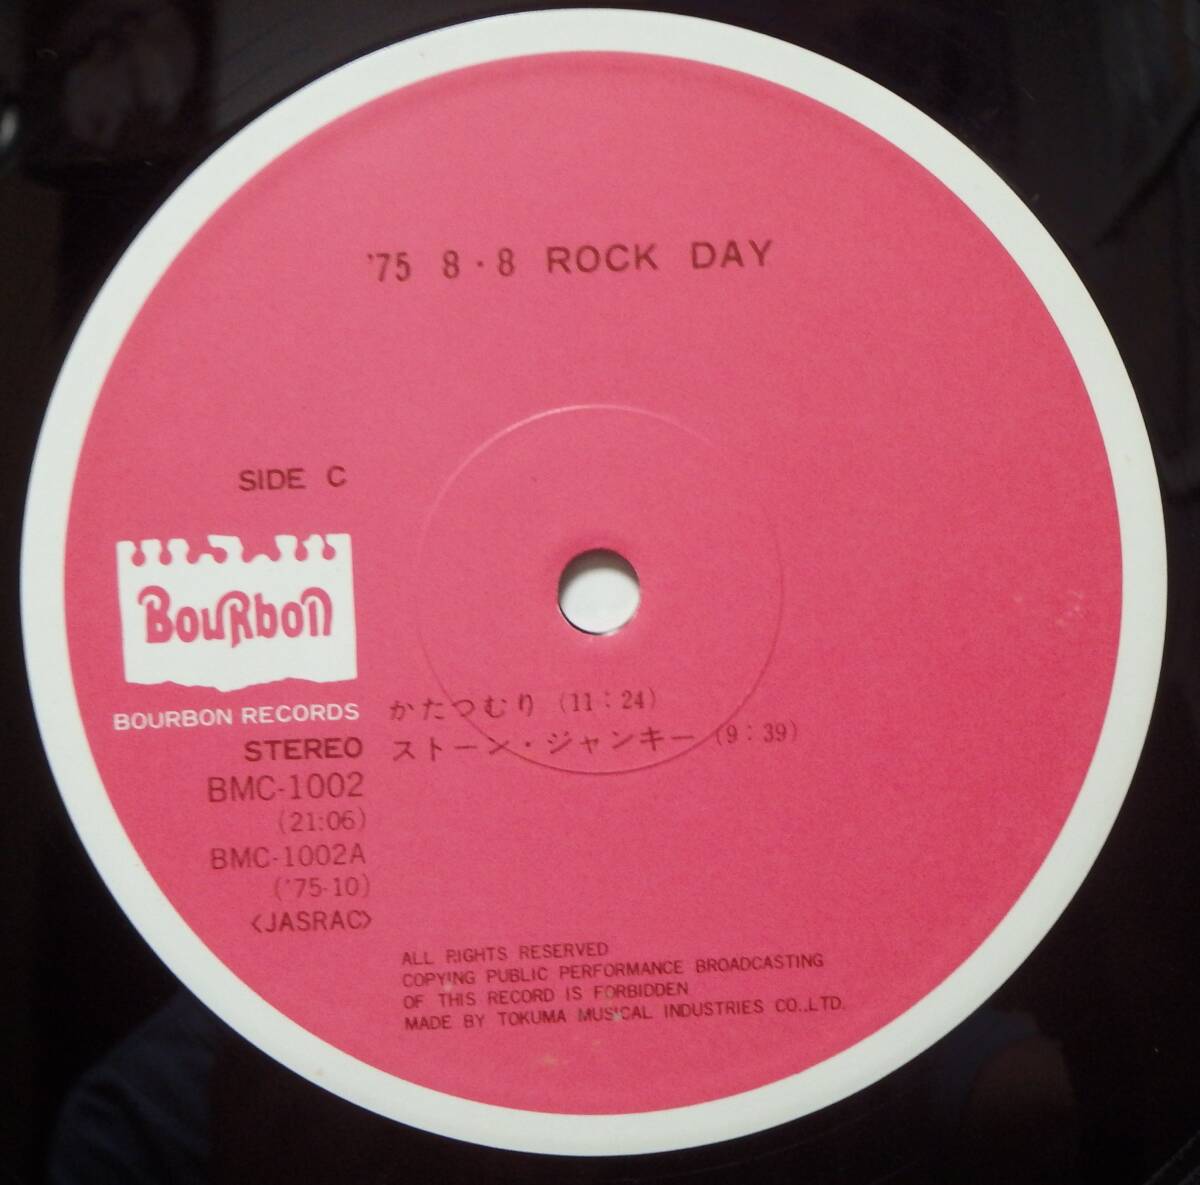 '75 8・8 ROCK DAY
SIDE C
BOURBON
BOURBON RECORDS
かたつむり (11:24)
STEREO
ストーン・ジャンキー (9:39)
BMC-1002
(21:06)
BMC-1002A
('75-10)
<JASRAC>
ALL RIGHTS RESERVED
COPYING PUBLIC PERFORMANCE BROADCASTING
OF THIS RECORD IS FORBIDDEN
MADE BY TOKUMA MUSICAL INDUSTRIES CO.,LTD.